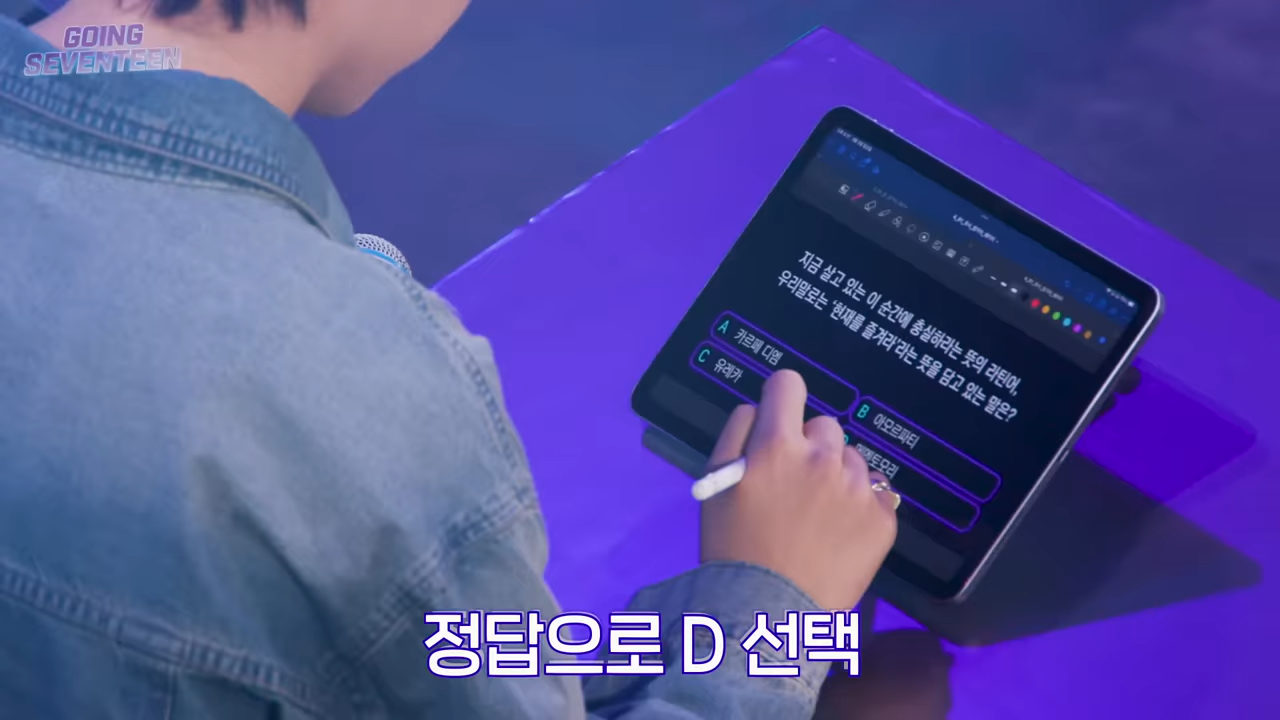 GOING
SEVENTEEN
지금 살고 있는 이 순간에 충실하라는 뜻의 라틴어,
우리말로는 '현재를 즐겨라'라는 뜻을 담고 있는 말은?
A 카르페 디엠
B 아모르파티
C 유레카
정답으로 D 선택